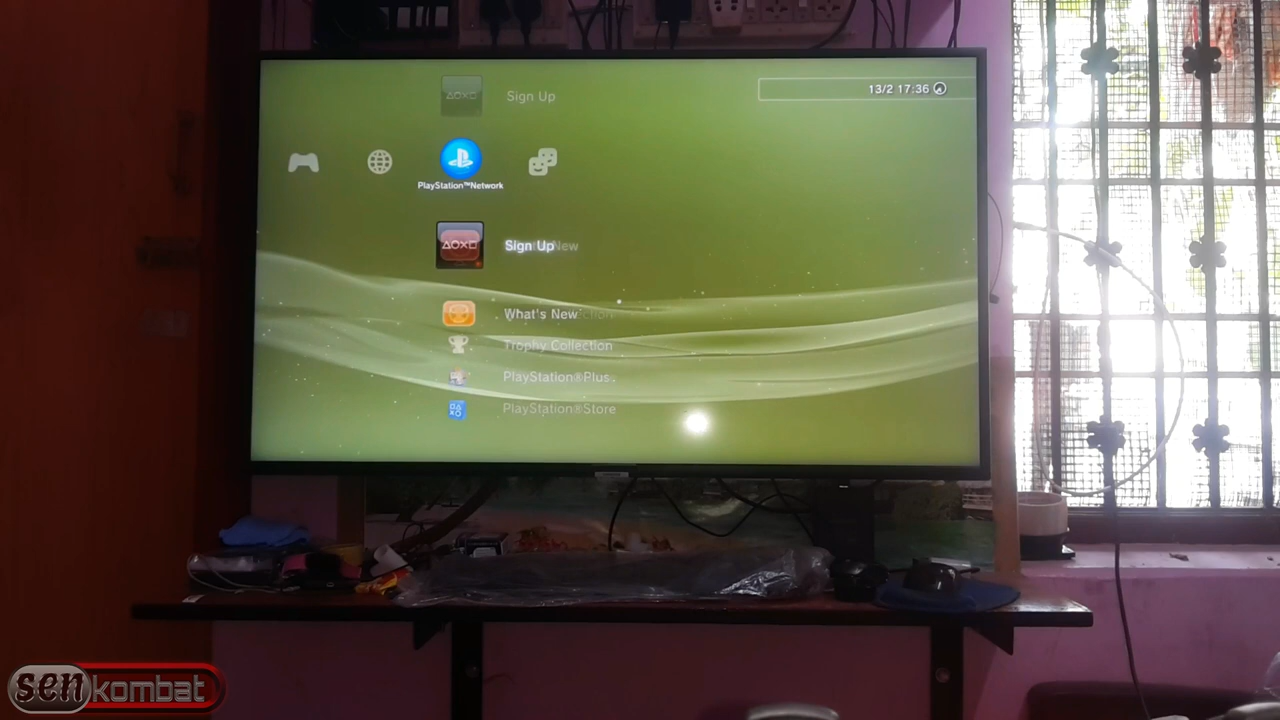 Sign Up
13/2 17:36
PlayStation™Network
Sign Up New
What's New
Trophy Collection
PlayStation®Plus
PlayStation®Store
sen kombat